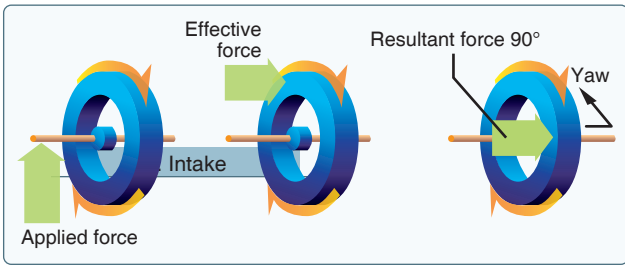 Effective
force
Resultant force 90°
Yaw
. Intake
Applied force